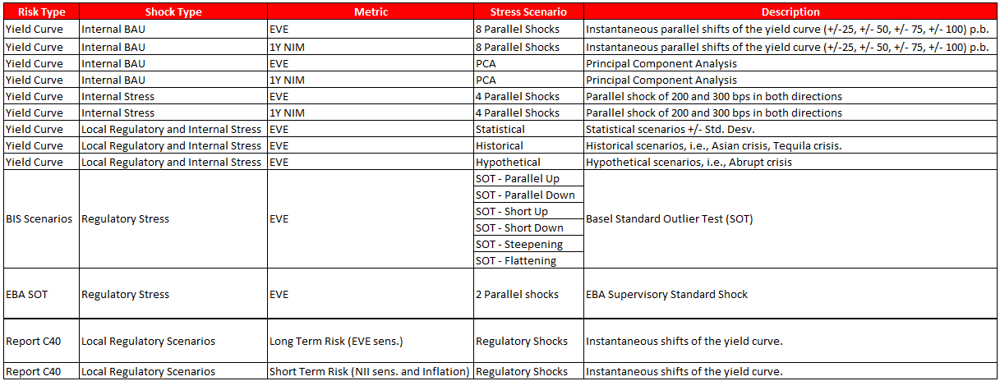 Risk Type Shock Type Metric Stress Scenario Description
Yield Curve Internal BAU EVE 8 Parallel Shocks Instantaneous parallel shifts of the yield curve (+/-25, +/- 50, +/- 75, +/- 100) p.b.
Yield Curve Internal BAU 1Y NIM 8 Parallel Shocks Instantaneous parallel shifts of the yield curve (+/-25, +/- 50, +/- 75, +/- 100) p.b.
Yield Curve Internal BAU EVE PCA Principal Component Analysis
Yield Curve Internal BAU 1Y NIM PCA Principal Component Analysis
Yield Curve Internal Stress EVE 4 Parallel Shocks Parallel shock of 200 and 300 bps in both directions
Yield Curve Internal Stress 1Y NIM 4 Parallel Shocks Parallel shock of 200 and 300 bps in both directions
Yield Curve Local Regulatory and Internal Stress EVE Statistical Statistical scenarios +/- Std. Desv.
Yield Curve Local Regulatory and Internal Stress EVE Historical Historical scenarios, i.e., Asian crisis, Tequila crisis.
Yield Curve Local Regulatory and Internal Stress EVE Hypothetical Hypothetical scenarios, i.e., Abrupt crisis
BIS Scenarios Regulatory Stress EVE
SOT - Parallel Up
SOT - Parallel Down
SOT - Short Up
SOT - Short Down
SOT - Steepening
SOT - Flattening
Basel Standard Outlier Test (SOT)
EBA SOT Regulatory Stress EVE 2 Parallel shocks EBA Supervisory Standard Shock
Report C40 Local Regulatory Scenarios Long Term Risk (EVE sens.) Regulatory Shocks Instantaneous shifts of the yield curve.
Report C40 Local Regulatory Scenarios Short Term Risk (NII sens. and Inflation) Regulatory Shocks Instantaneous shifts of the yield curve.